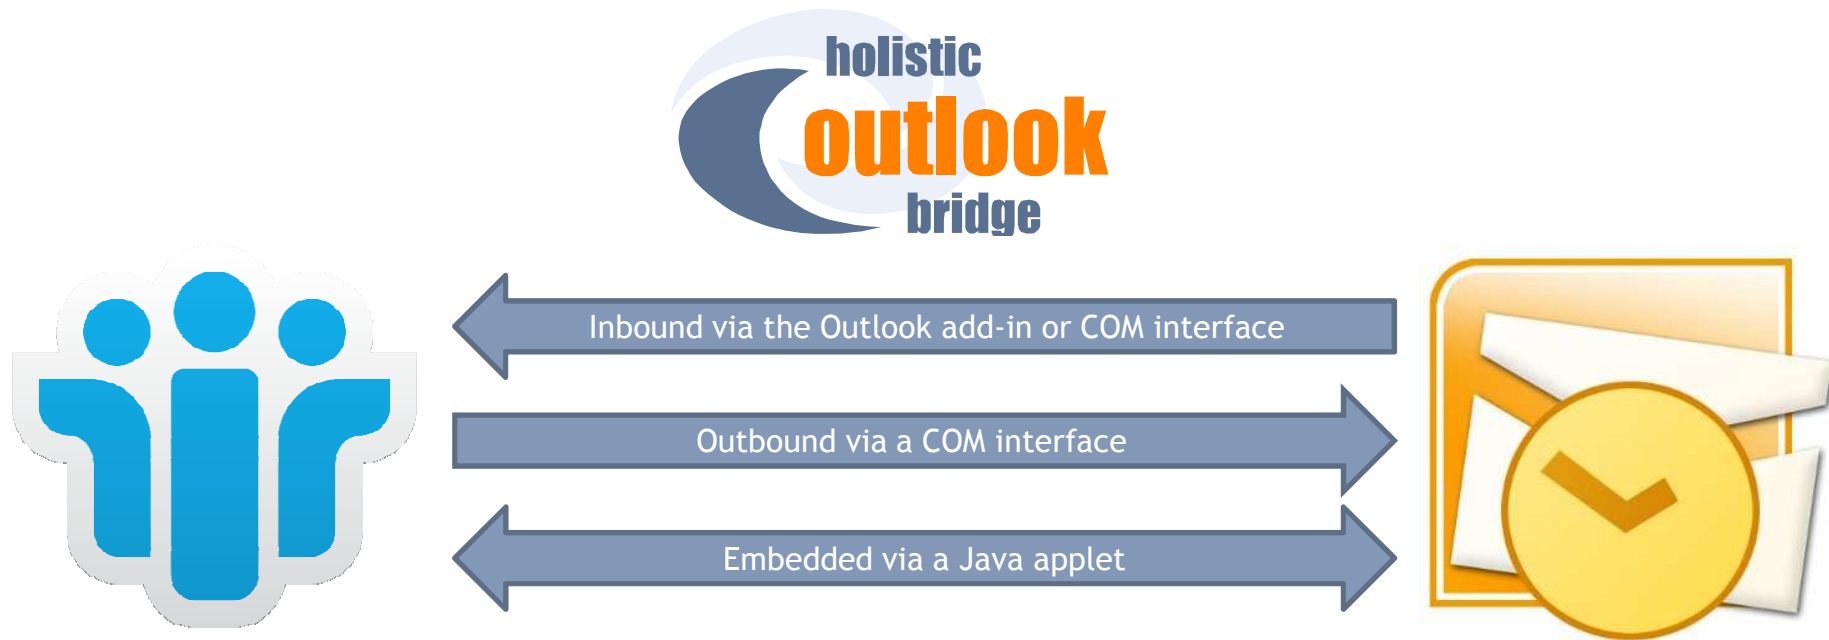 holistic
outlook
bridge
Inbound via the Outlook add-in or COM interface
Outbound via a COM interface
Embedded via a Java applet